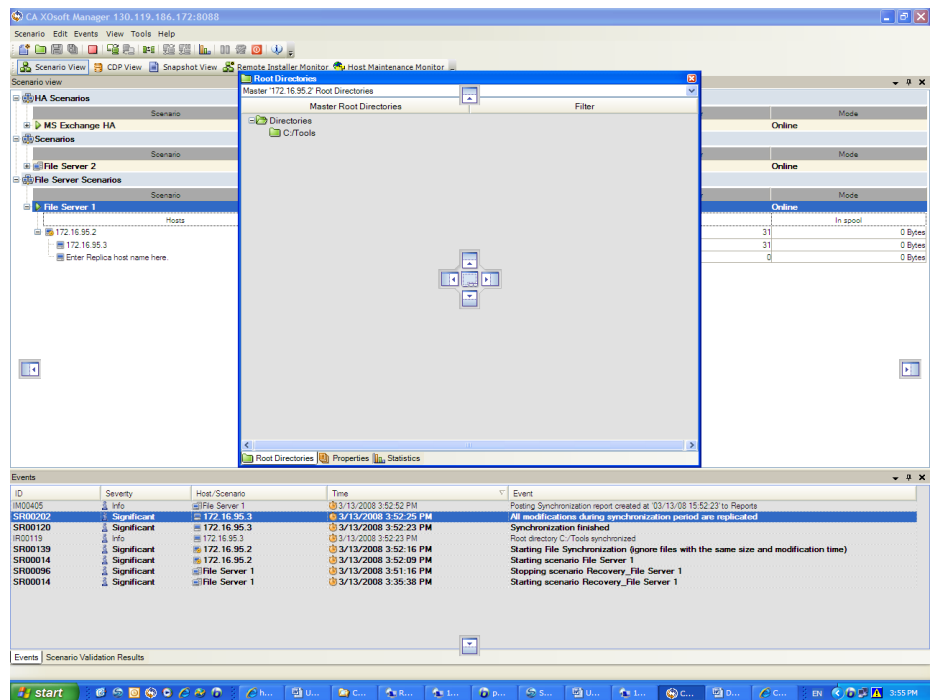 CA XOsoft Manager 130.119.186.172:8088
Scenario Edit Events View Tools Help
Scenario View CDP View Snapshot View Remote Installer Monitor Host Maintenance Monitor
Scenario view
HA Scenarios
Scenario Mode
MS Exchange HA Online
Scenarios
Scenario Mode
File Server 2 Online
File Server Scenarios
Scenario Mode
File Server 1 Online
Hosts In spool
172.16.95.2 31 0 Bytes
172.16.95.3 31 0 Bytes
Enter Replica host name here. 0 0 Bytes
Root Directories
Master '172.16.95.2' Root Directories
Master Root Directories Filter
Directories
C:/Tools
Root Directories Properties Statistics
Events
ID Severity Host/Scenario Time Event
IM00405 Info File Server 1 3/13/2008 3:52:52 PM Posting Synchronization report created at '03/13/08 15:52:23' to Reports
SR00202 Significant 172.16.95.3 3/13/2008 3:52:25 PM All modifications during synchronization period are replicated
SR00120 Significant 172.16.95.3 3/13/2008 3:52:23 PM Synchronization finished
IR00119 Info 172.16.95.3 3/13/2008 3:52:23 PM Root directory C:/Tools synchronized
SR00139 Significant 172.16.95.2 3/13/2008 3:52:16 PM Starting File Synchronization (ignore files with the same size and modification time)
SR00014 Significant 172.16.95.2 3/13/2008 3:52:09 PM Starting scenario File Server 1
SR00096 Significant File Server 1 3/13/2008 3:51:16 PM Stopping scenario Recovery_File Server 1
SR00014 Significant File Server 1 3/13/2008 3:35:38 PM Starting scenario Recovery_File Server 1
Events Scenario Validation Results
start h... U... C... R... 1... p... S... U... 1... C... D... C... EN 3:55 PM